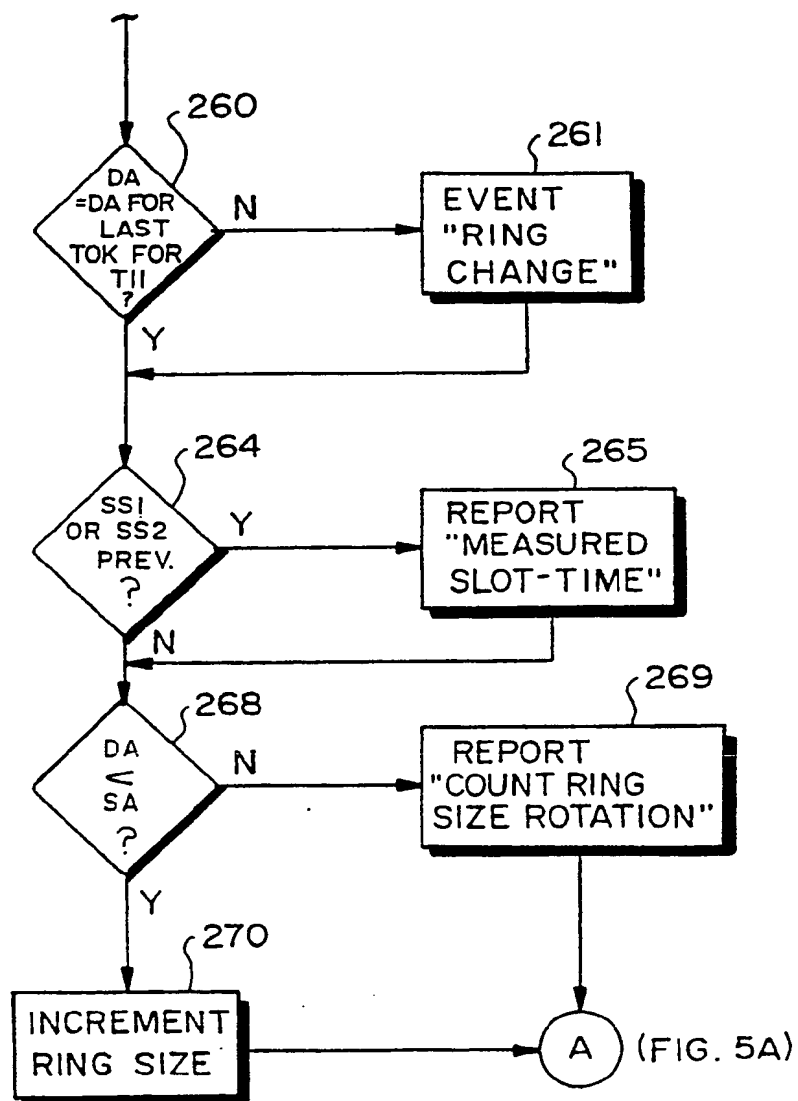 260
DA
=DA FOR
LAST
TOK FOR
TII
?
N
261
EVENT
"RING
CHANGE"
Y
264
SS1
OR SS2
PREV.
?
Y
265
REPORT
"MEASURED
SLOT-TIME"
N
268
DA
<
SA
?
N
269
REPORT
"COUNT RING
SIZE ROTATION"
Y
270
INCREMENT
RING SIZE
A (FIG. 5A)